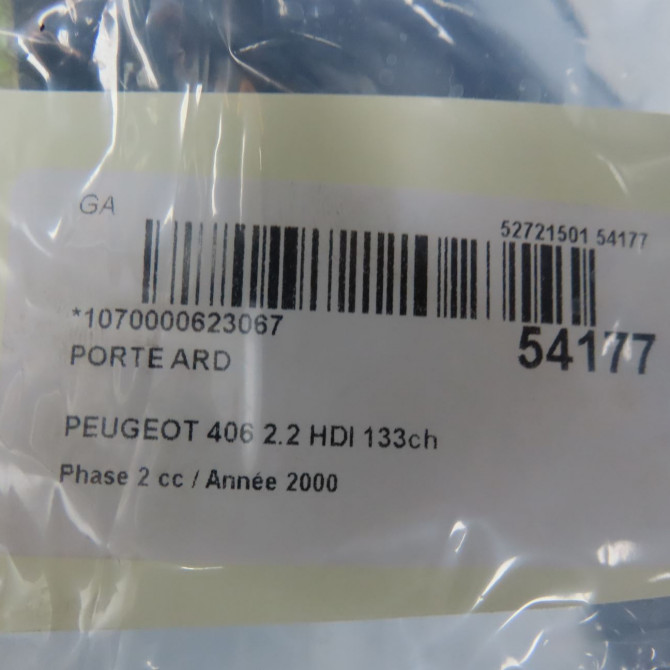 GA
52721501 54177
*1070000623067
54177
PORTE ARD
PEUGEOT 406 2.2 HDI 133ch
Phase 2 cc / Année 2000